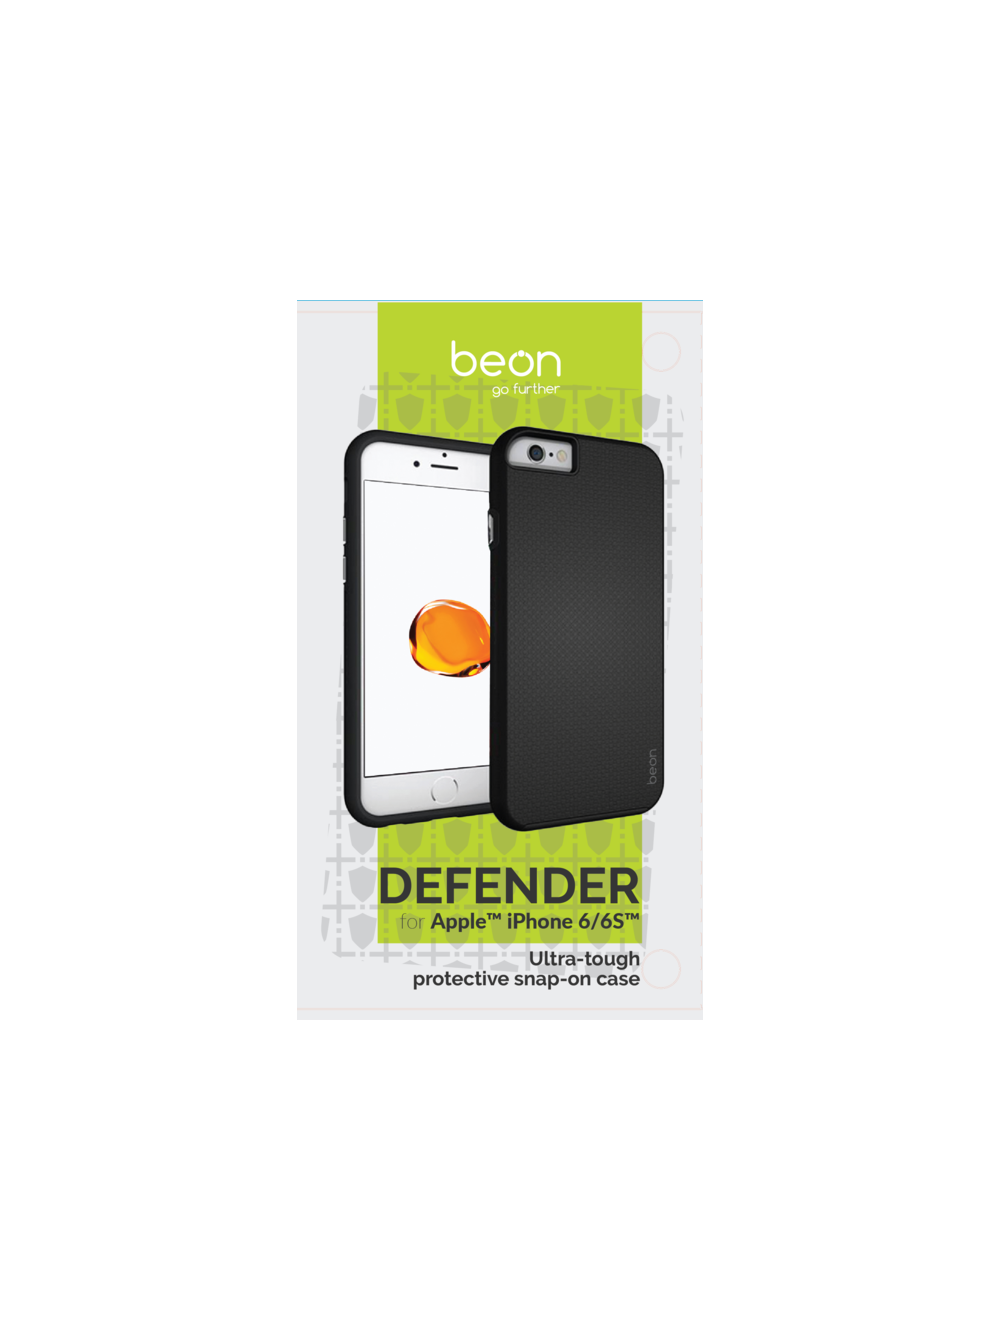 beon
go further
beon
DEFENDER
for Apple™ iPhone 6/6S™
Ultra-tough
protective snap-on case